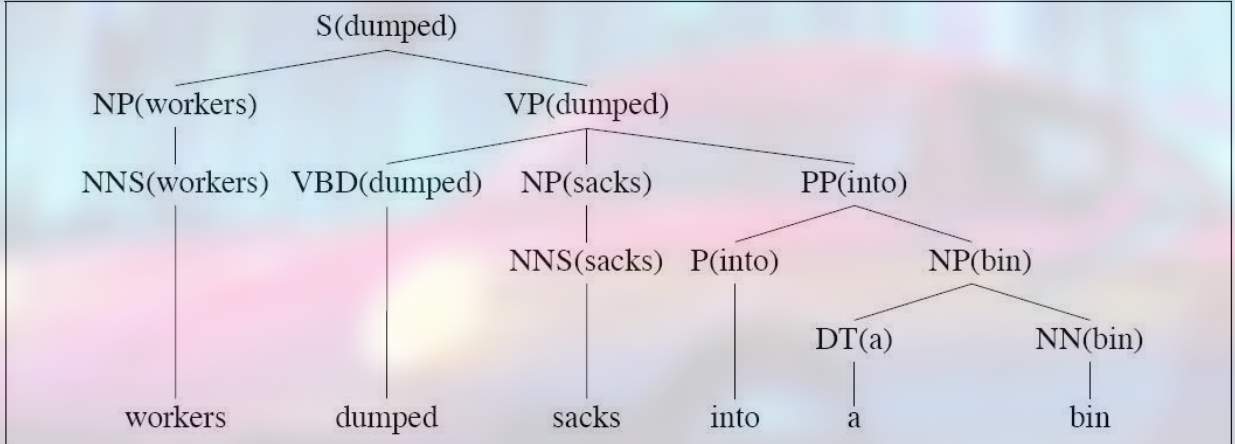 S(dumped)
NP(workers) VP(dumped)
NNS(workers) VBD(dumped) NP(sacks) PP(into)
NNS(sacks) P(into) NP(bin)
DT(a) NN(bin)
workers dumped sacks into a bin